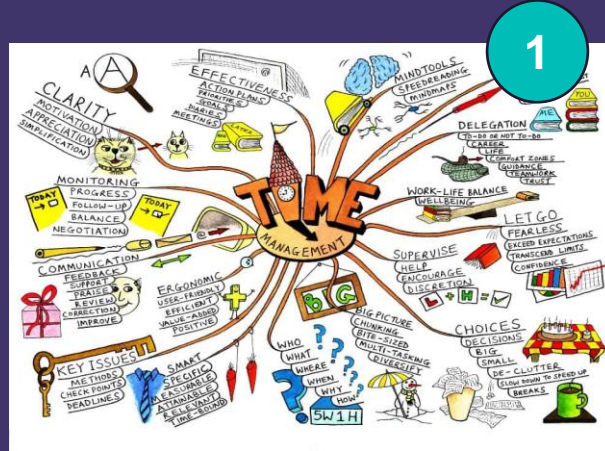 1
A A
EFFECTIVENESS
ACTION PLANS
PRIORITIES
GOALS
DIARIES
MEETINGS
MINDTOOLS
SPEEDREADING
MINDMAPS
YOU
ME
CLARITY
MOTIVATION
APPRECIATION
SIMPLIFICATION
DELEGATION
TO-DO OR NOT TO-DO
CAREER
LIFE
COMFORT ZONES
GUIDANCE
TEAMWORK
TRUST
MONITORING
PROGRESS
FOLLOW-UP
BALANCE
NEGOTIATION
TODAY
TODAY
TIME
MANAGEMENT
WORK-LIFE BALANCE
WELLBEING
LET GO
FEARLESS
EXCEED EXPECTATIONS
TRANSCEND LIMITS
CONFIDENCE
COMMUNICATION
FEEDBACK
SUPPORT
PRAISE
REVIEW
CORRECTION
IMPROVE
ERGONOMIC
USER-FRIENDLY
EFFICIENT
VALUE-ADDED
POSITIVE
SUPERVISE
HELP
ENCOURAGE
DISCRETION
L + H = ✓
BIG
BIG PICTURE
CHUNKING
BITE-SIZED
MULTI-TASKING
DIVERSIFY
CHOICES
DECISIONS
BIG
SMALL
DE-CLUTTER
SLOW DOWN TO SPEED UP
BREAKS
KEY ISSUES
METHODS
CHECK POINTS
DEADLINES
SMART
SPECIFIC
MEASURABLE
ATTAINABLE
RELEVANT
TIME-BOUND
WHO
WHAT
WHERE
WHEN
WHY
HOW
5W1H